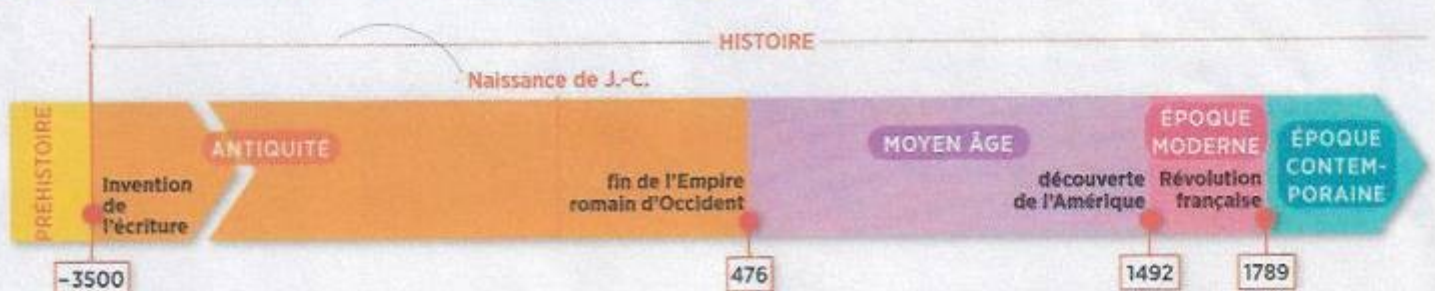 HISTOIRE
Naissance de J.-C.
PRÉHISTOIRE
ANTIQUITÉ
MOYEN ÂGE
ÉPOQUE
MODERNE
ÉPOQUE
CONTEM-
PORAINE
Invention
de
l'écriture
fin de l'Empire
romain d'Occident
découverte
de l'Amérique
Révolution
française
-3500
476
1492
1789